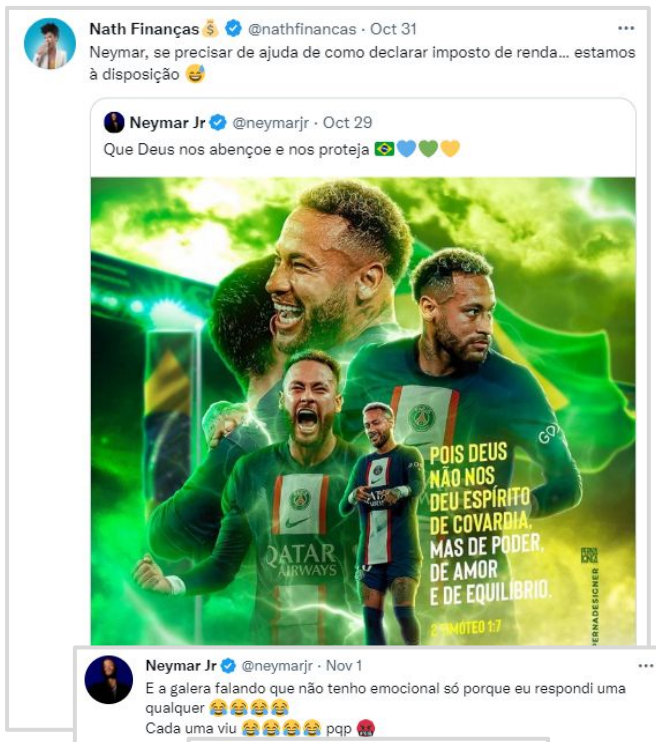 Nath Finanças💰 @nathfinancas · Oct 31
Neymar, se precisar de ajuda de como declarar imposto de renda... estamos
à disposição 😅
Neymar Jr @neymarjr · Oct 29
Que Deus nos abençoe e nos proteja 🇧🇷💙💚💛
POIS DEUS
NÃO NOS
DEU ESPÍRITO
DE COVARDIA,
MAS DE PODER,
DE AMOR
E DE EQUILÍBRIO.
2 TIMÓTEO 1:7
PERNADESIGNER
QATAR
AIRWAYS
Neymar Jr @neymarjr · Nov 1
E a galera falando que não tenho emocional só porque eu respondi uma
qualquer 😂😂😂😂
Cada uma viu 😂😂😂😂 pqp 🤬